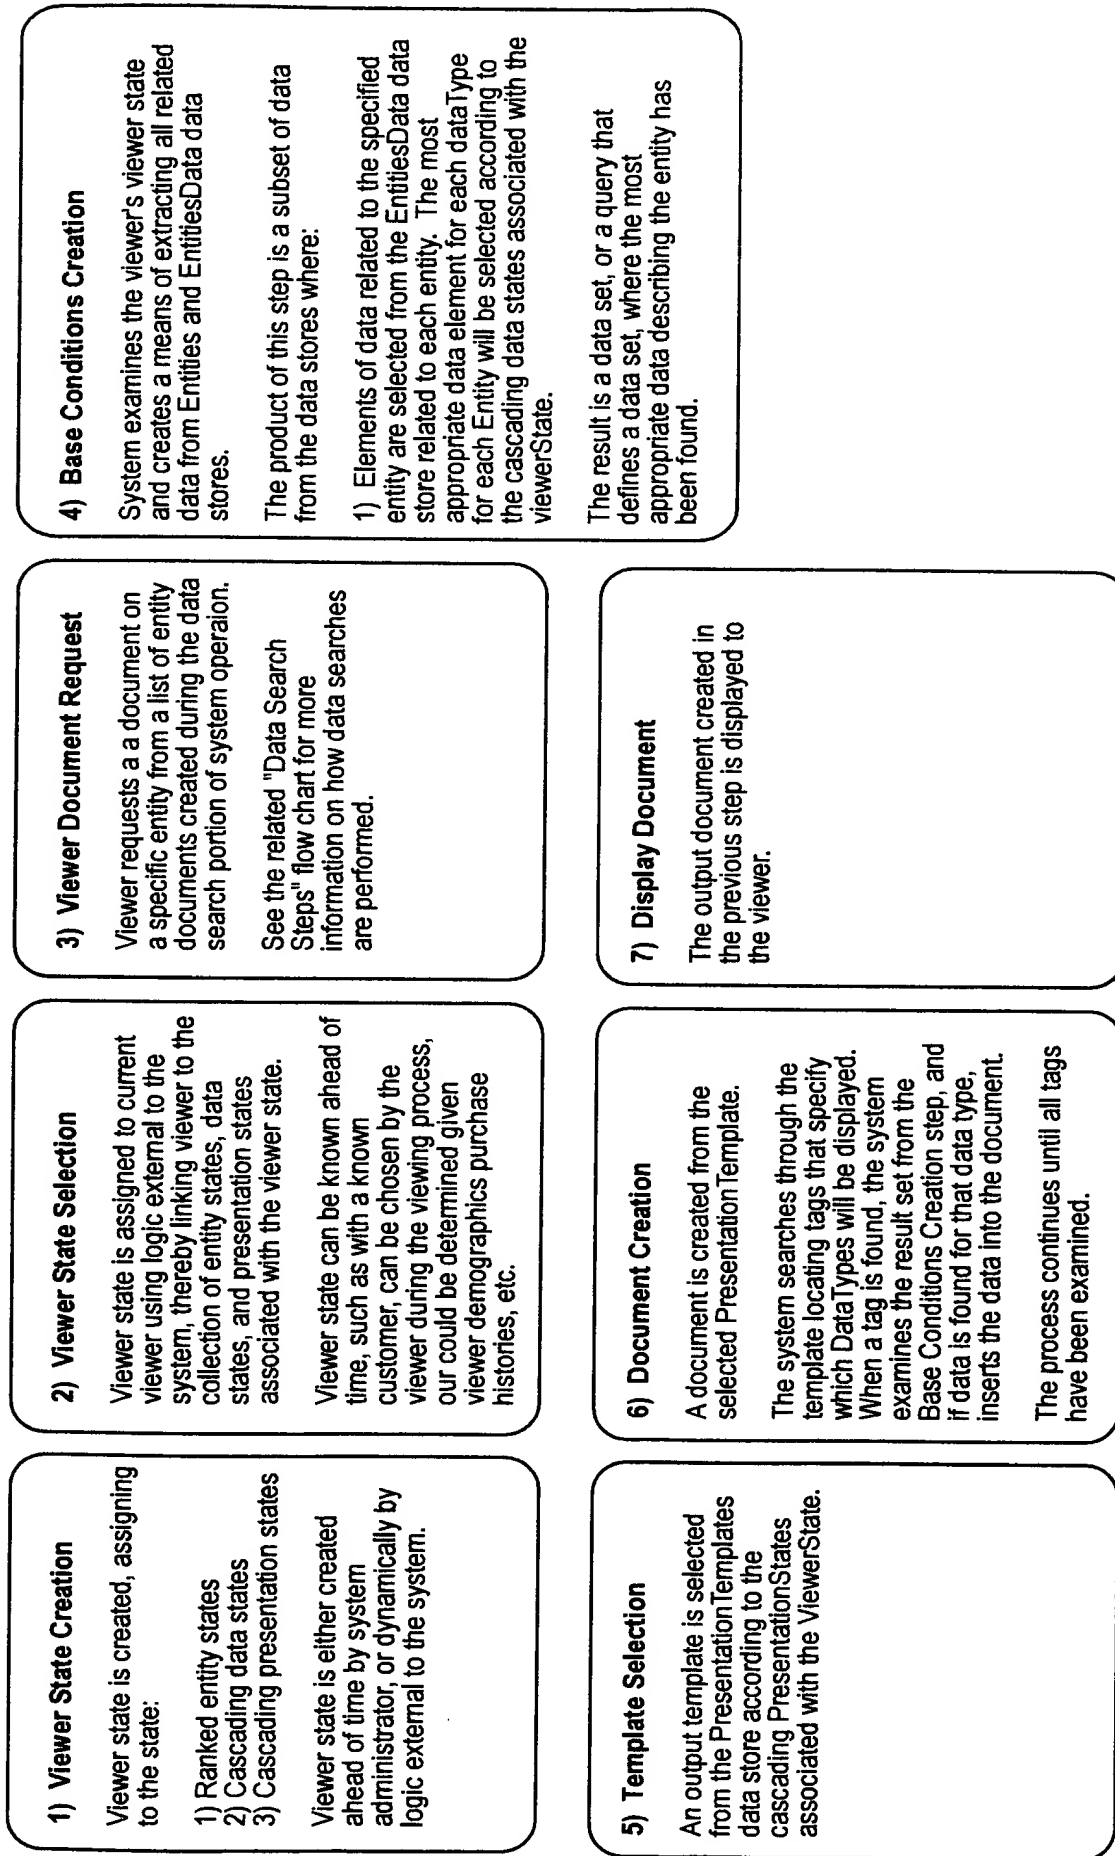 1) Viewer State Creation
Viewer state is created, assigning
to the state:
1) Ranked entity states
2) Cascading data states
3) Cascading presentation states
Viewer state is either created
ahead of time by system
administrator, or dynamically by
logic external to the system.
2) Viewer State Selection
Viewer state is assigned to current
viewer using logic external to the
system, thereby linking viewer to the
collection of entity states, data
states, and presentation states
associated with the viewer state.
Viewer state can be known ahead of
time, such as with a known
customer, can be chosen by the
viewer during the viewing process,
our could be determined given
viewer demographics purchase
histories, etc.
3) Viewer Document Request
Viewer requests a a document on
a specific entity from a list of entity
documents created during the data
search portion of system operaion.
See the related "Data Search
Steps" flow chart for more
information on how data searches
are performed.
4) Base Conditions Creation
System examines the viewer's viewer state
and creates a means of extracting all related
data from Entities and EntitiesData data
stores.
The product of this step is a subset of data
from the data stores where:
1) Elements of data related to the specified
entity are selected from the EntitiesData data
store related to each entity. The most
appropriate data element for each dataType
for each Entity will be selected according to
the cascading data states associated with the
viewerState.
The result is a data set, or a query that
defines a data set, where the most
appropriate data describing the entity has
been found.
5) Template Selection
An output template is selected
from the PresentationTemplates
data store according to the
cascading PresentationStates
associated with the ViewerState.
6) Document Creation
A document is created from the
selected PresentationTemplate.
The system searches through the
template locating tags that specify
which DataTypes will be displayed.
When a tag is found, the system
examines the result set from the
Base Conditions Creation step, and
if data is found for that data type,
inserts the data into the document.
The process continues until all tags
have been examined.
7) Display Document
The output document created in
the previous step is displayed to
the viewer.